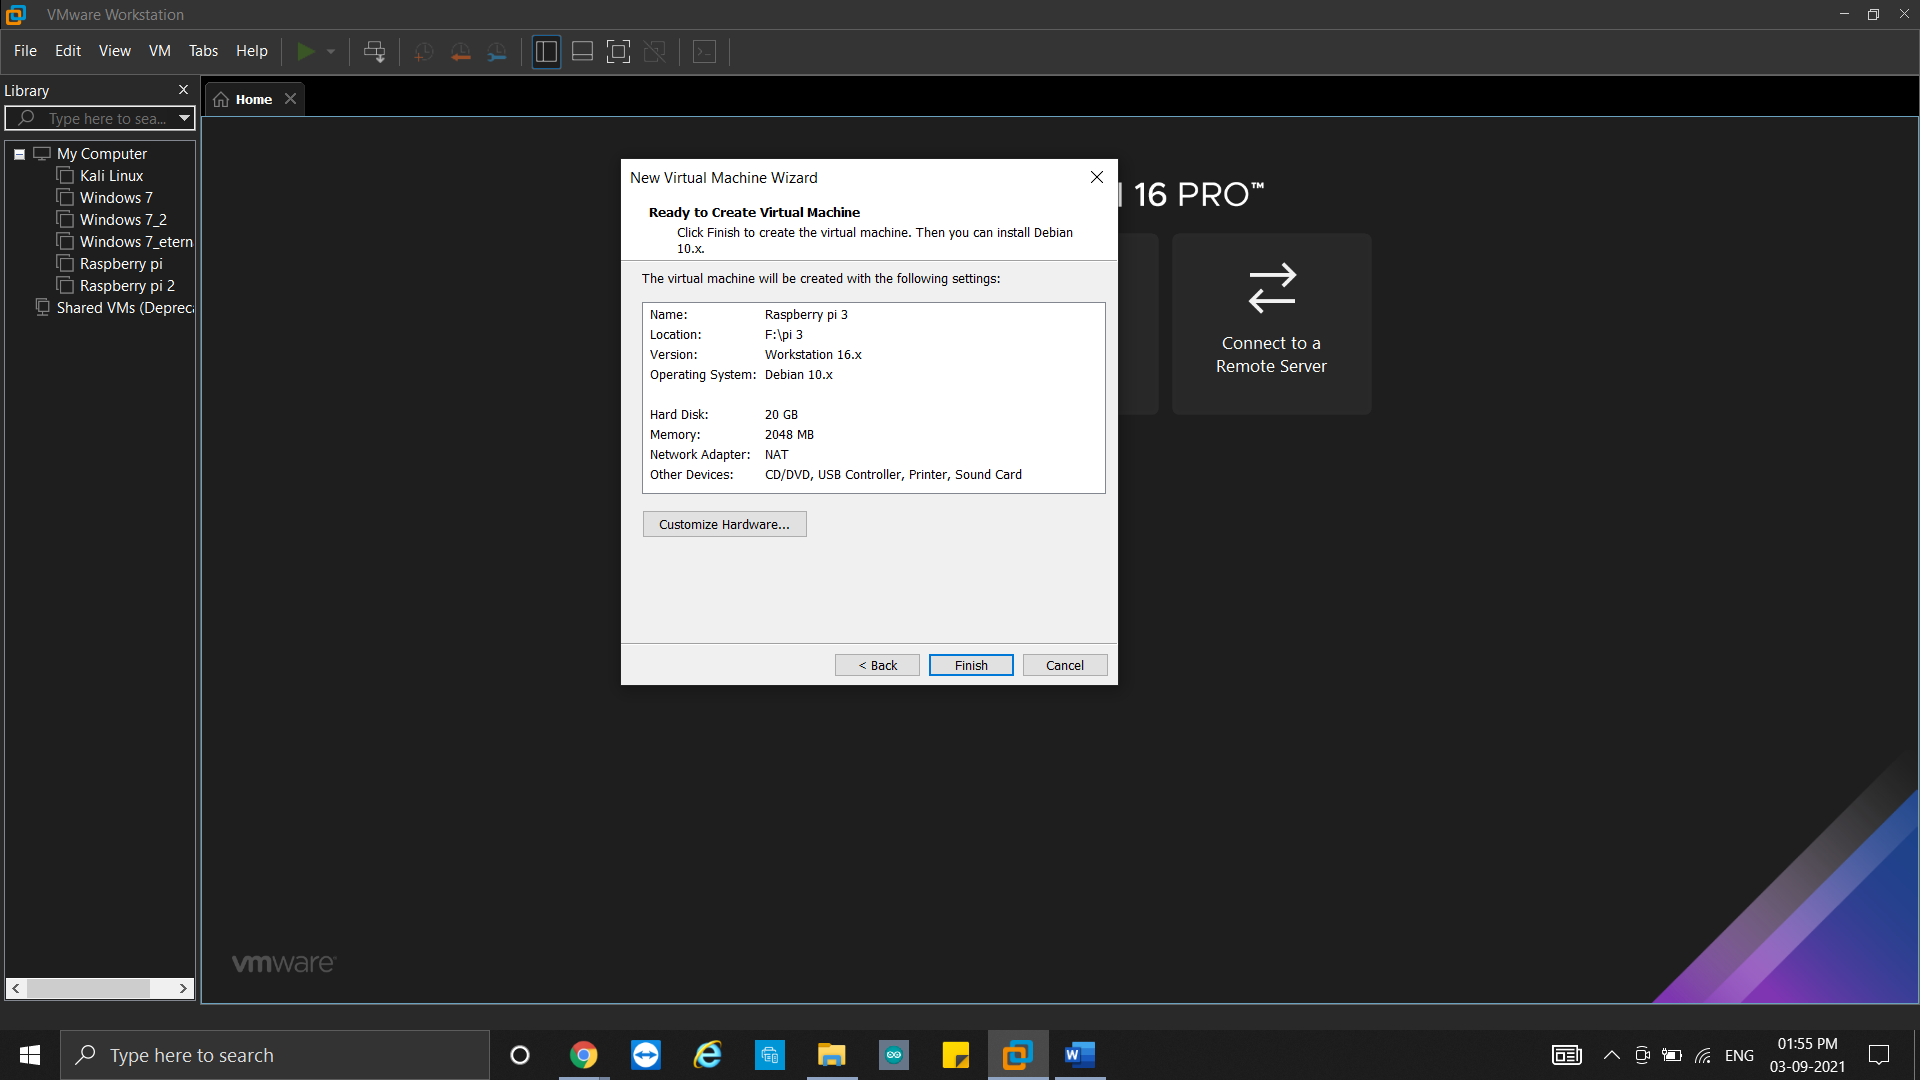 VMware Workstation
File Edit View VM Tabs Help
Library
Type here to sea...
Home
My Computer
Kali Linux
Windows 7
Windows 7_2
Windows 7_etern
Raspberry pi
Raspberry pi 2
Shared VMs (Depreca
16 PRO™
Connect to a
Remote Server
New Virtual Machine Wizard
Ready to Create Virtual Machine
Click Finish to create the virtual machine. Then you can install Debian
10.x.
The virtual machine will be created with the following settings:
Name: Raspberry pi 3
Location: F:\pi 3
Version: Workstation 16.x
Operating System: Debian 10.x
Hard Disk: 20 GB
Memory: 2048 MB
Network Adapter: NAT
Other Devices: CD/DVD, USB Controller, Printer, Sound Card
Customize Hardware...
< Back Finish Cancel
vmware
Type here to search
ENG
01:55 PM
03-09-2021